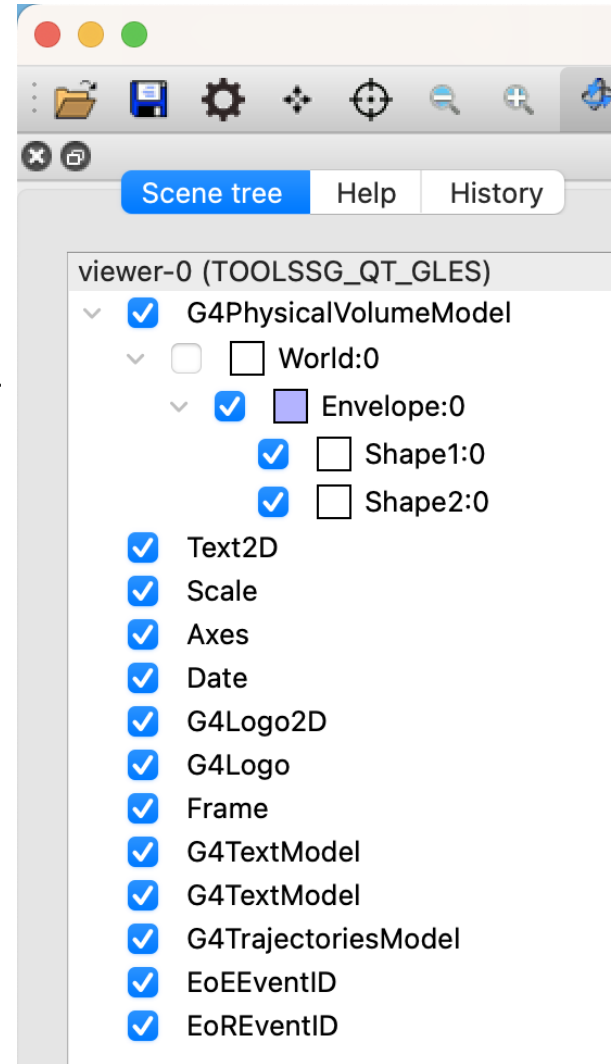 Scene tree Help History
viewer-0 (TOOLSSG_QT_GLES)
G4PhysicalVolumeModel
World:0
Envelope:0
Shape1:0
Shape2:0
Text2D
Scale
Axes
Date
G4Logo2D
G4Logo
Frame
G4TextModel
G4TextModel
G4TrajectoriesModel
EoEEventID
EoREventID